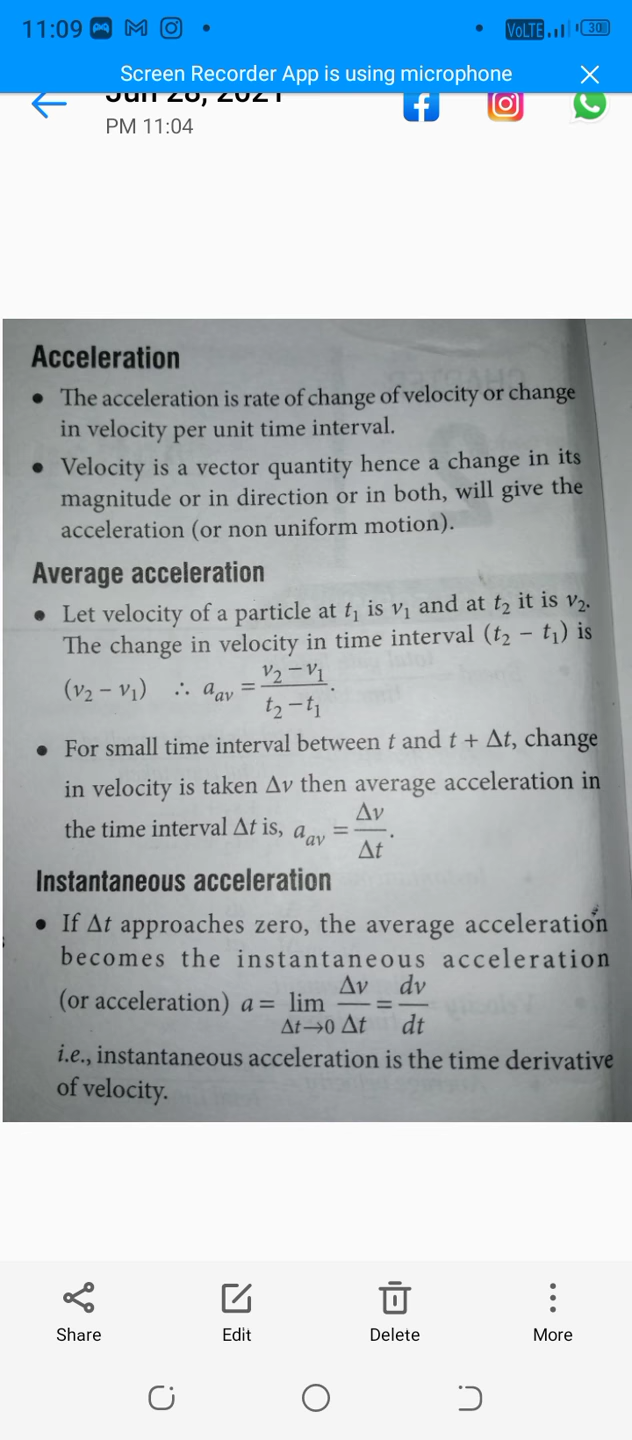 11:09
VoLTE
30
Screen Recorder App is using microphone
Jun 28, 2021
PM 11:04
Acceleration
• The acceleration is rate of change of velocity or change
in velocity per unit time interval.
• Velocity is a vector quantity hence a change in its
magnitude or in direction or in both, will give the
acceleration (or non uniform motion).
Average acceleration
• Let velocity of a particle at t₁ is v₁ and at t₂ it is v₂.
The change in velocity in time interval (t₂ − t₁) is
(v₂ − v₁) ∴ aₐᵥ = (v₂ − v₁)/(t₂ − t₁).
• For small time interval between t and t + Δt, change
in velocity is taken Δv then average acceleration in
the time interval Δt is, aₐᵥ = Δv/Δt.
Instantaneous acceleration
• If Δt approaches zero, the average acceleration
becomes the instantaneous acceleration
(or acceleration) a = lim Δt→0 Δv/Δt = dv/dt
i.e., instantaneous acceleration is the time derivative
of velocity.
Share
Edit
Delete
More